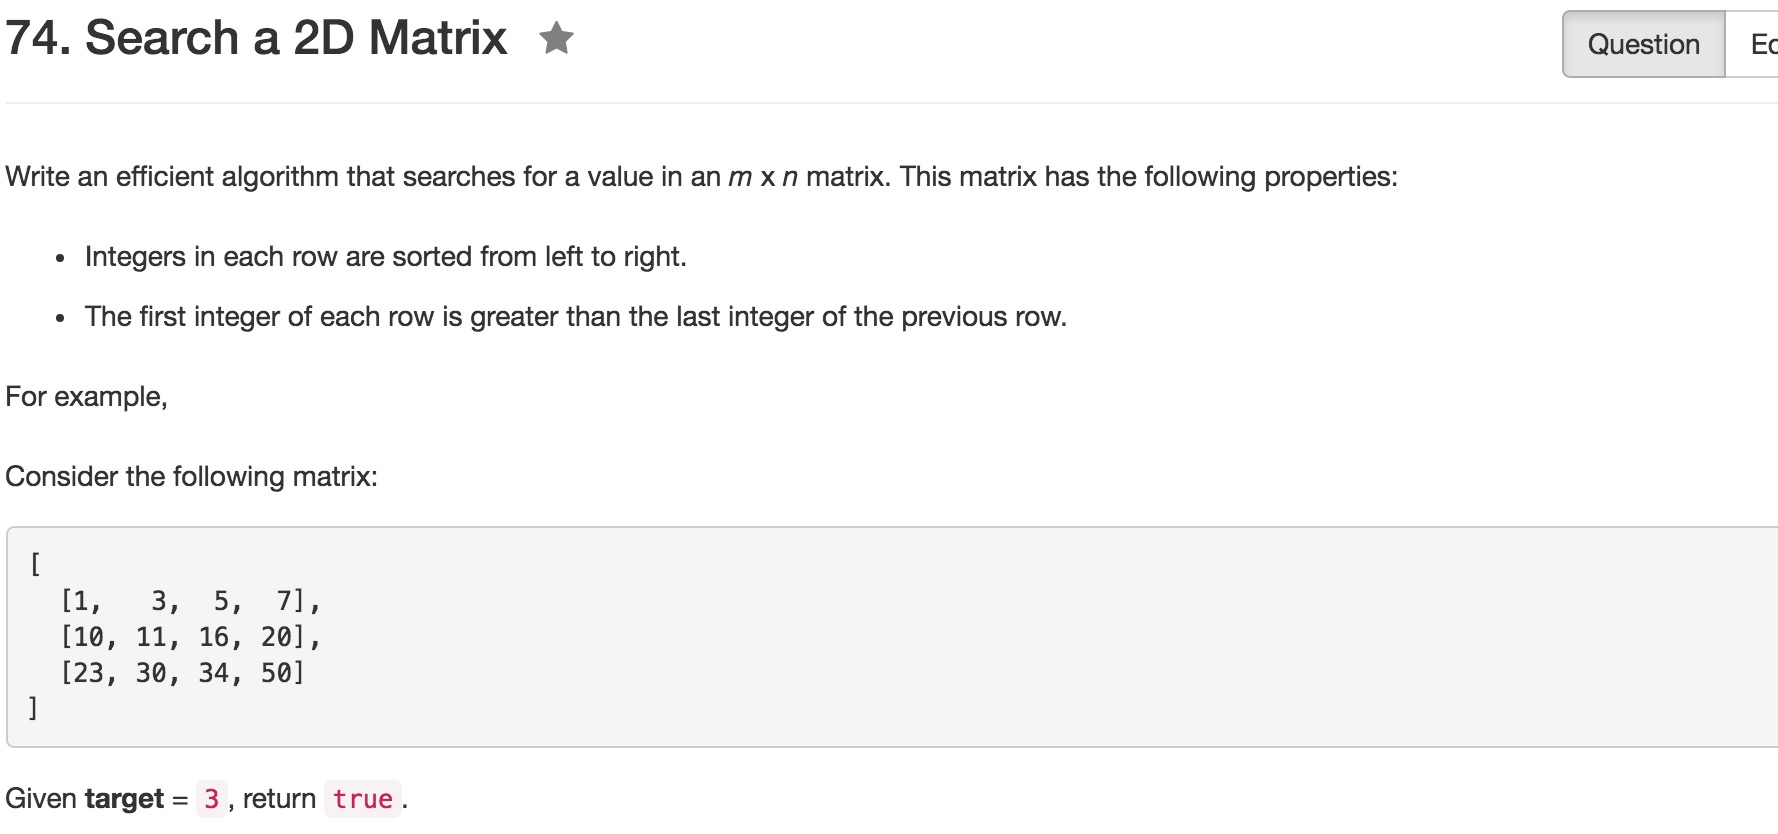 74. Search a 2D Matrix
Question
Write an efficient algorithm that searches for a value in an m x n matrix. This matrix has the following properties:
• Integers in each row are sorted from left to right.
• The first integer of each row is greater than the last integer of the previous row.
For example,
Consider the following matrix:
[
  [1,   3,  5,  7],
  [10, 11, 16, 20],
  [23, 30, 34, 50]
]
Given target = 3, return true.